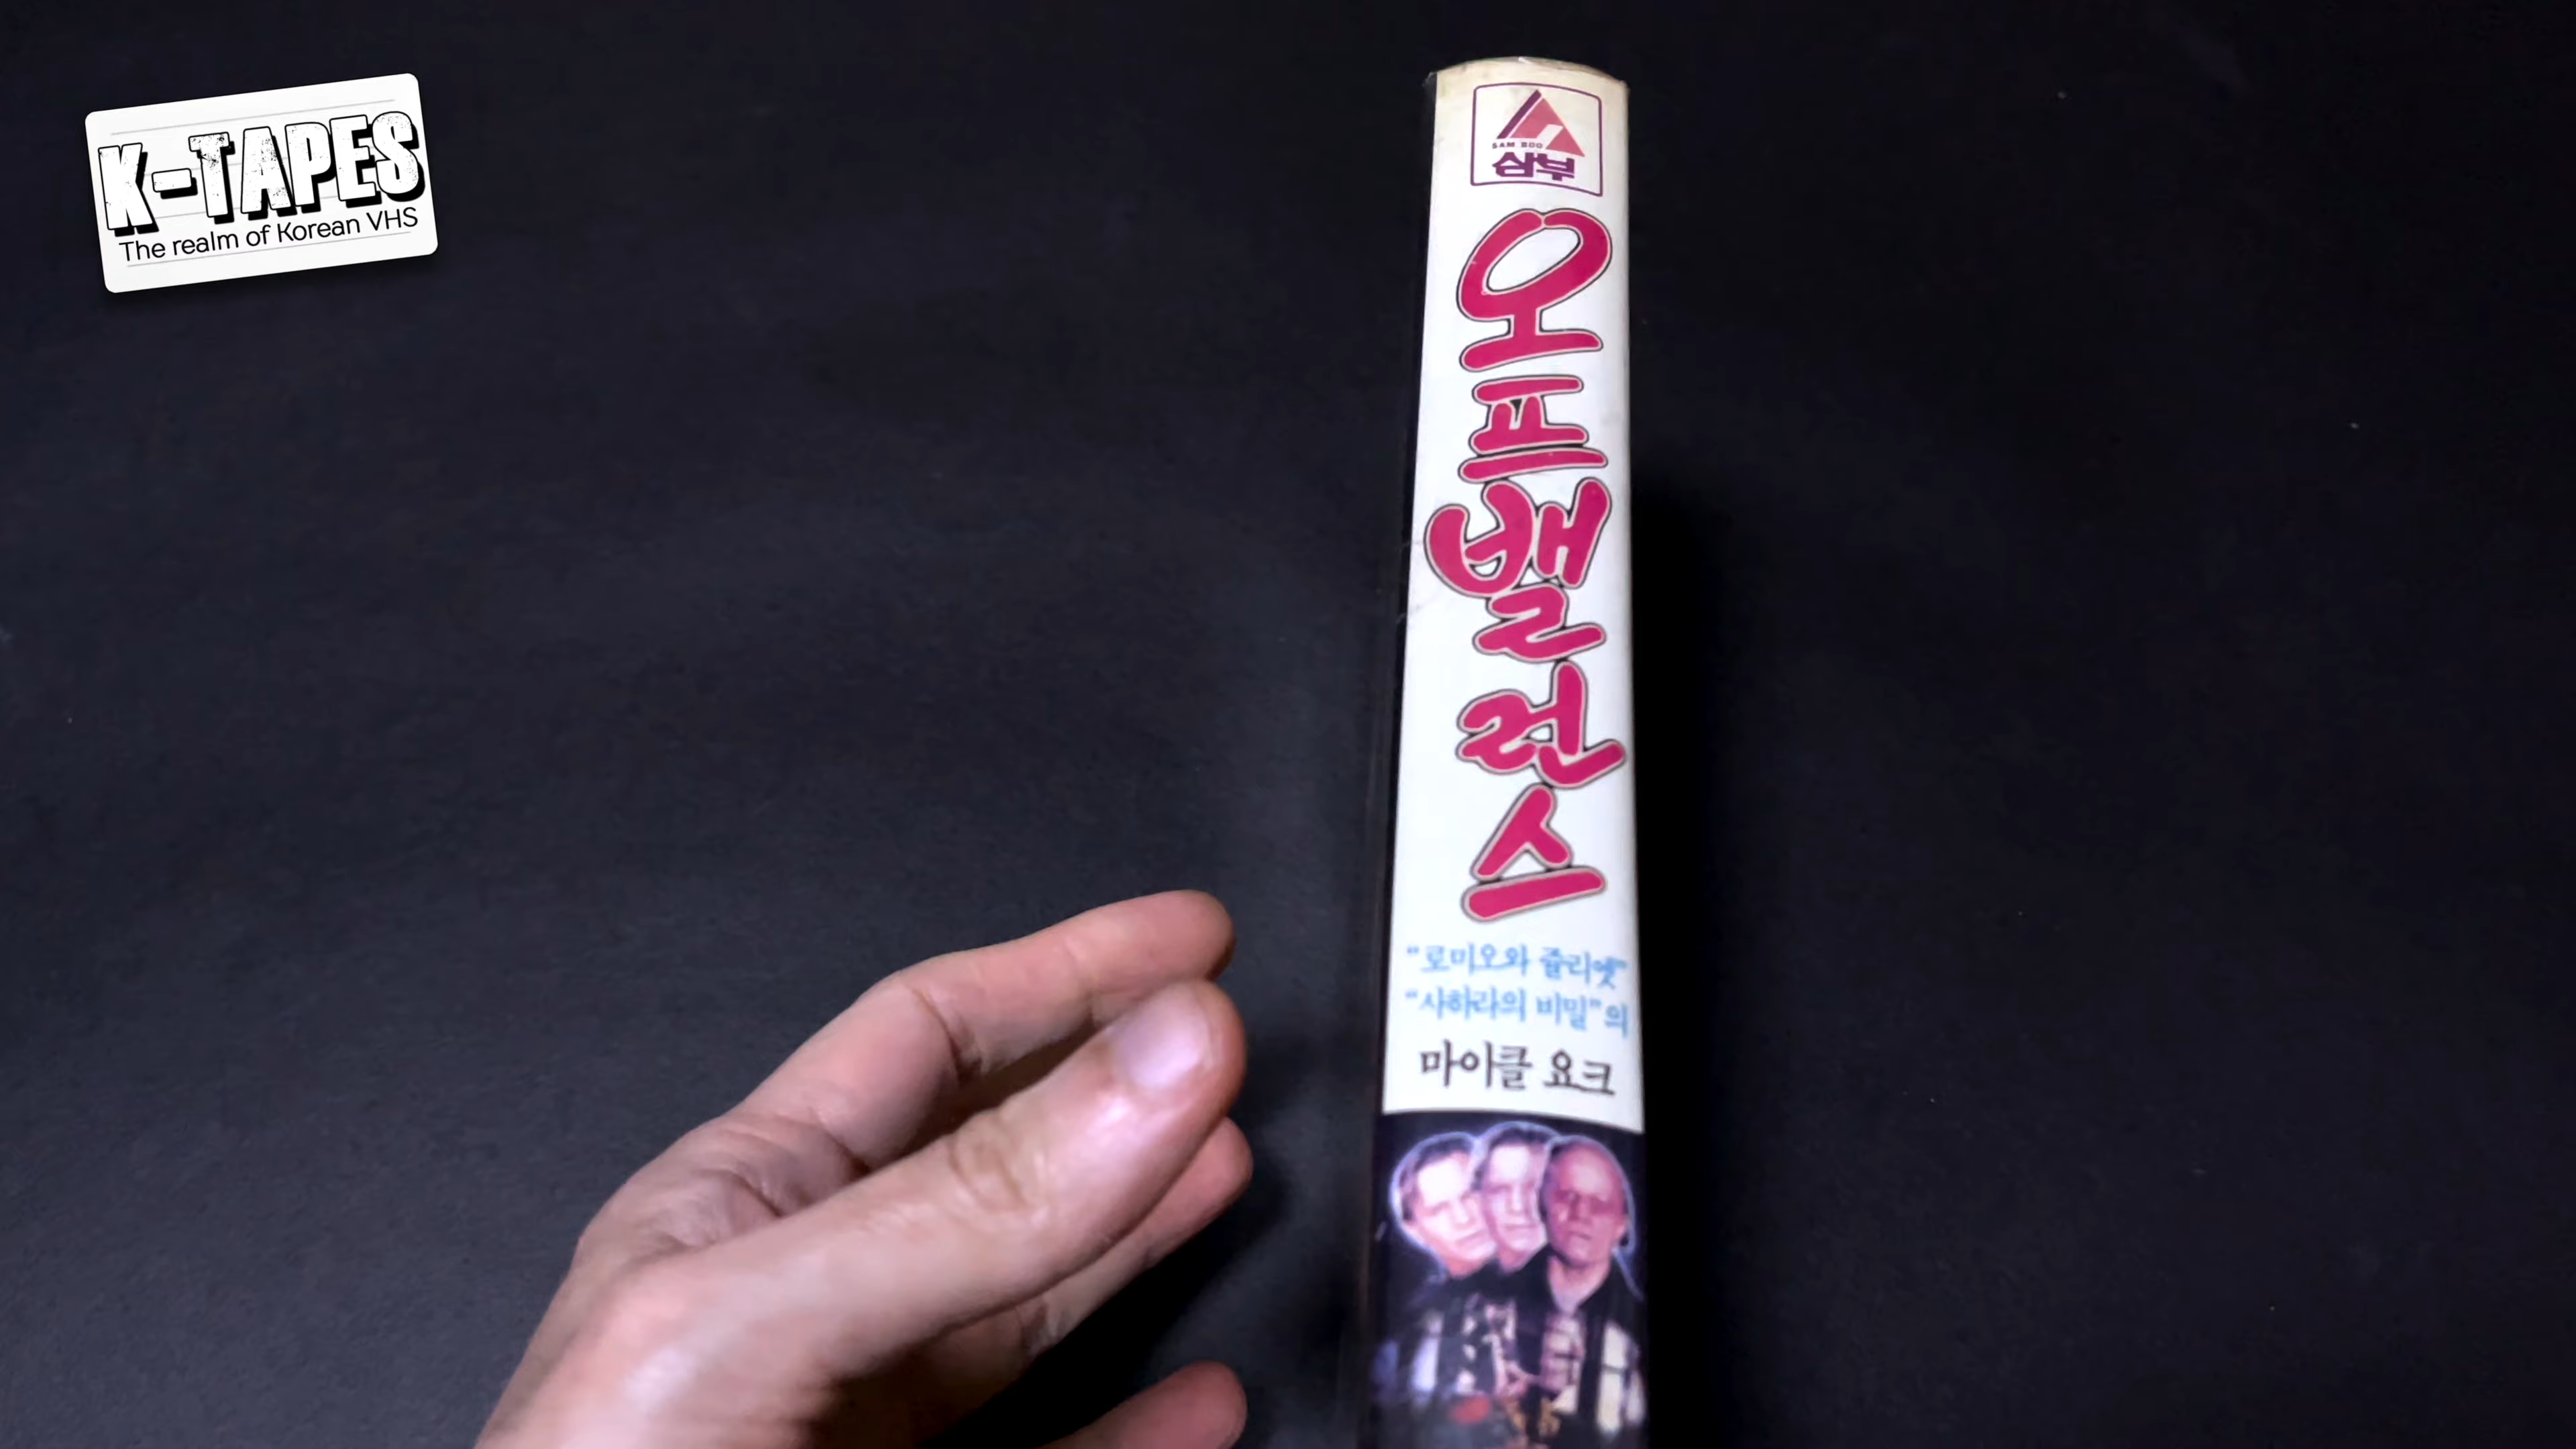 K-TAPES
The realm of Korean VHS
SAM BOO
삼부
오프밸런스
"로미오와 쥴리엣"
"사하라의 비밀"의
마이클 요크